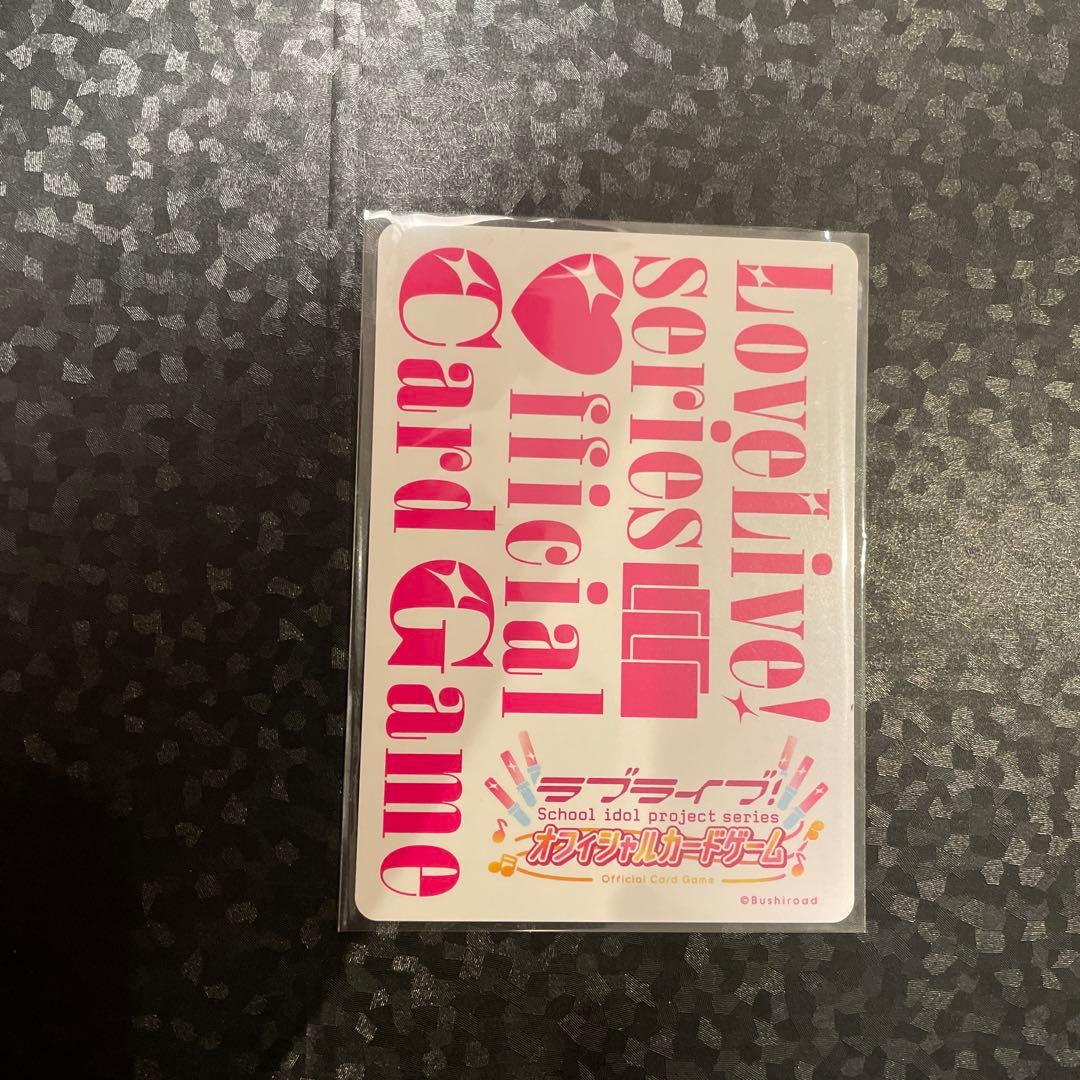 LoveLive!
series
♥fficial
Card Game
ラブライブ!
School idol project series
オフィシャルカードゲーム
Official Card Game
©Bushiroad